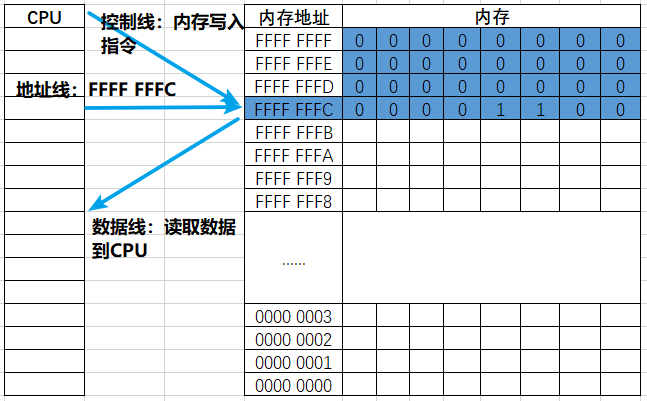 CPU 内存地址 内存
控制线：内存写入
指令
FFFF FFFF 0 0 0 0 0 0 0 0
FFFF FFFE 0 0 0 0 0 0 0 0
地址线：FFFF FFFC
FFFF FFFD 0 0 0 0 0 0 0 0
FFFF FFFC 0 0 0 0 1 1 0 0
FFFF FFFB
FFFF FFFA
FFFF FFF9
FFFF FFF8
数据线：读取数据
到CPU
......
0000 0003
0000 0002
0000 0001
0000 0000